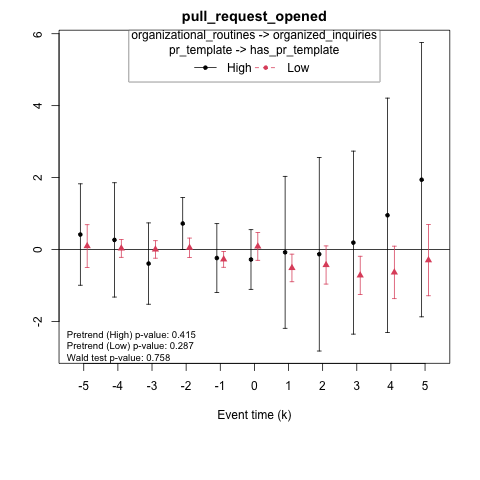 pull_request_opened
organizational_routines -> organized_inquiries
pr_template -> has_pr_template
High Low
6
4
2
0
-2
Pretrend (High) p-value: 0.415
Pretrend (Low) p-value: 0.287
Wald test p-value: 0.758
-5 -4 -3 -2 -1 0 1 2 3 4 5
Event time (k)